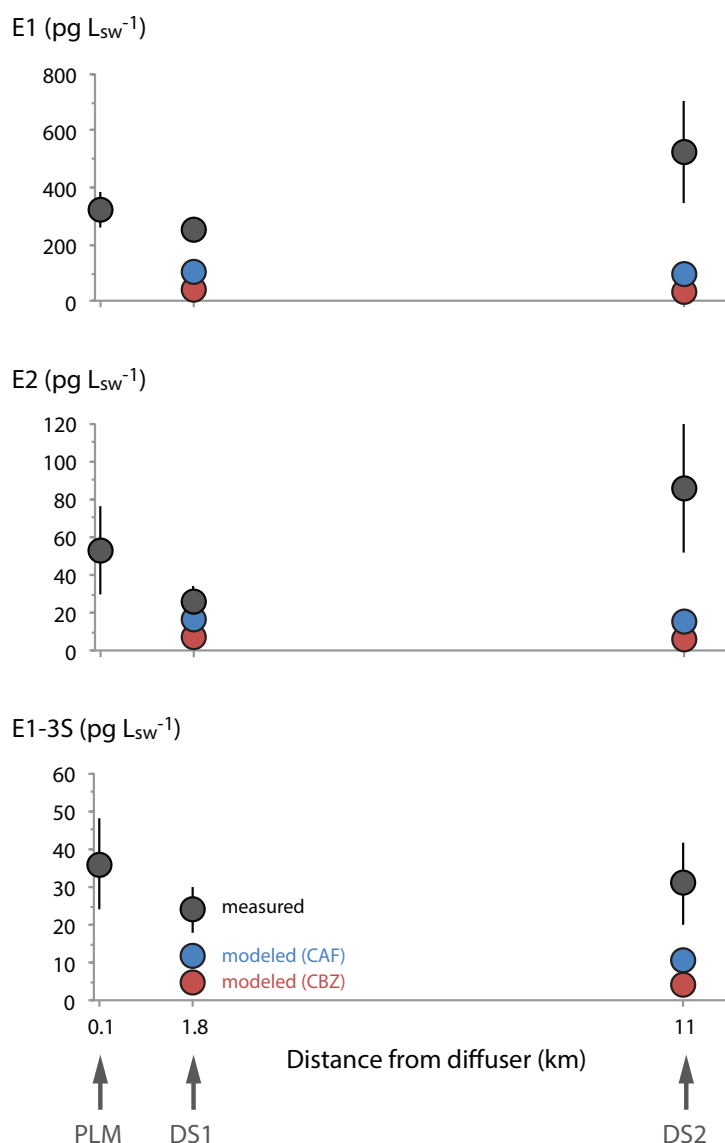 E1 (pg Lsw-1)
800
600
400
200
0
E2 (pg Lsw-1)
120
100
80
60
40
20
0
E1-3S (pg Lsw-1)
60
50
40
30
20
10
0
measured
modeled (CAF)
modeled (CBZ)
0.1 1.8 11
Distance from diffuser (km)
PLM DS1 DS2